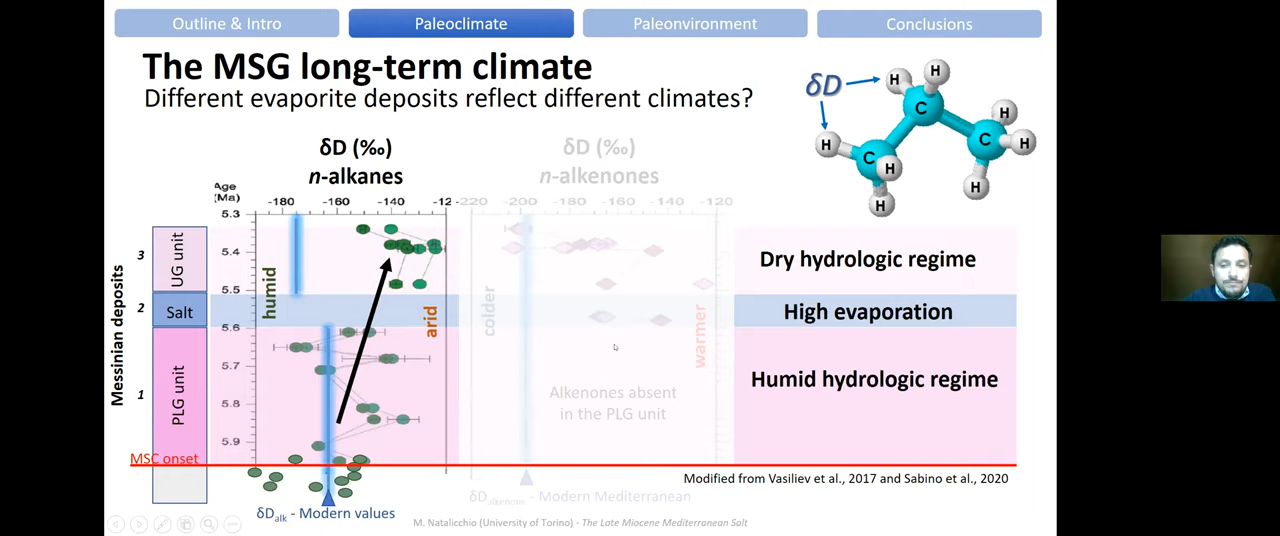 Outline & Intro
Paleoclimate
Paleonvironment
Conclusions
The MSG long-term climate
Different evaporite deposits reflect different climates?
δD
H
H
H
C
C
C
H
H
H
H
H
δD (‰)
n-alkanes
δD (‰)
n-alkenones
Age
(Ma)
-180 -160 -140 -12
-220 -200 -180 -160 -140 -120
5.3
5.4
5.5
5.6
5.7
5.8
5.9
Messinian deposits
3
UG unit
2
Salt
1
PLG unit
MSC onset
humid
arid
colder
warmer
Alkenones absent
in the PLG unit
Dry hydrologic regime
High evaporation
Humid hydrologic regime
Modified from Vasiliev et al., 2017 and Sabino et al., 2020
δDalk - Modern values
δDalkenons - Modern Mediterranean
M. Natalicchio (University of Torino) - The Late Miocene Mediterranean Salt